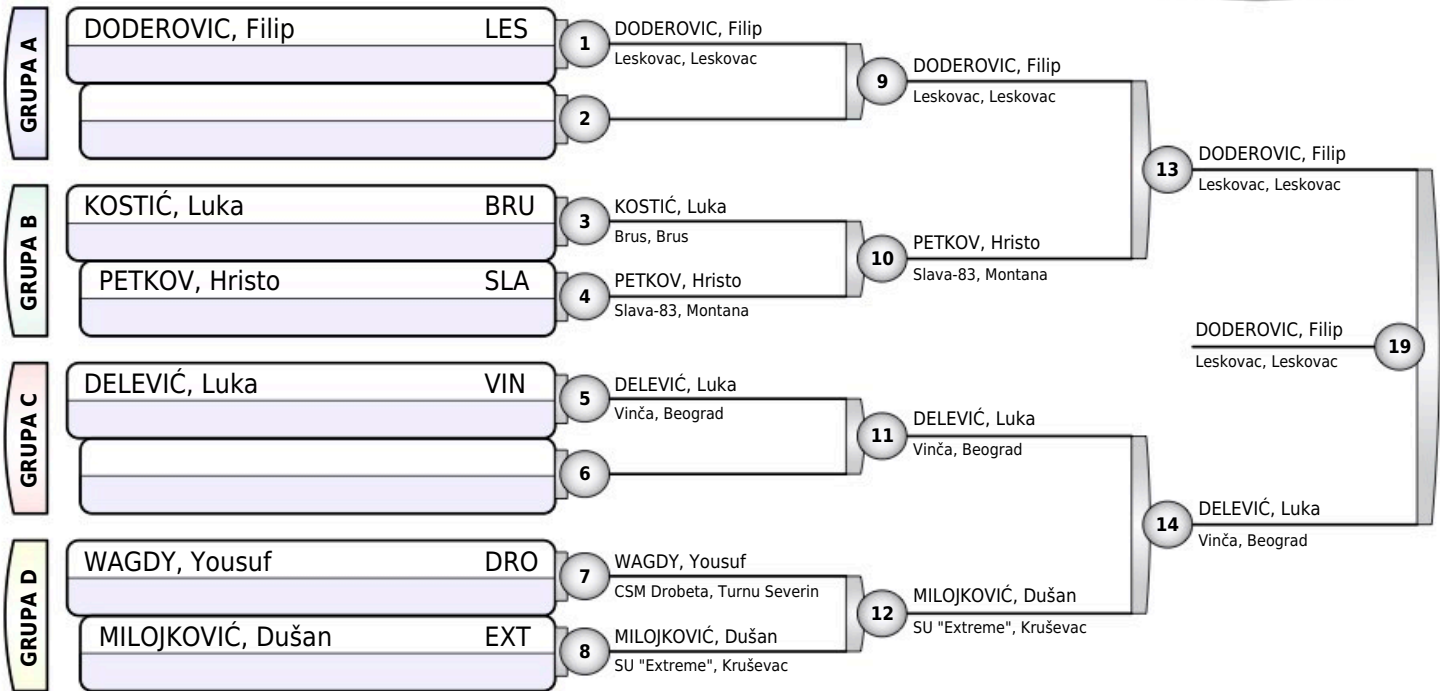 GRUPA A
DODEROVIC, Filip LES
1
DODEROVIC, Filip
Leskovac, Leskovac
2
9
DODEROVIC, Filip
Leskovac, Leskovac
GRUPA B
KOSTIĆ, Luka BRU
3
KOSTIĆ, Luka
Brus, Brus
PETKOV, Hristo SLA
4
PETKOV, Hristo
Slava-83, Montana
10
PETKOV, Hristo
Slava-83, Montana
13
DODEROVIC, Filip
Leskovac, Leskovac
GRUPA C
DELEVIĆ, Luka VIN
5
DELEVIĆ, Luka
Vinča, Beograd
6
11
DELEVIĆ, Luka
Vinča, Beograd
GRUPA D
WAGDY, Yousuf DRO
7
WAGDY, Yousuf
CSM Drobeta, Turnu Severin
MILOJKOVIĆ, Dušan EXT
8
MILOJKOVIĆ, Dušan
SU "Extreme", Kruševac
12
MILOJKOVIĆ, Dušan
SU "Extreme", Kruševac
14
DELEVIĆ, Luka
Vinča, Beograd
DODEROVIC, Filip
Leskovac, Leskovac
19